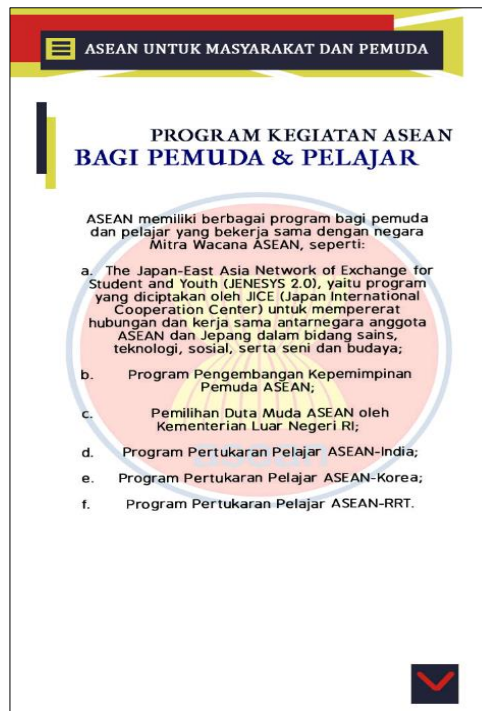 ASEAN UNTUK MASYARAKAT DAN PEMUDA
PROGRAM KEGIATAN ASEAN
BAGI PEMUDA & PELAJAR
ASEAN memiliki berbagai program bagi pemuda
dan pelajar yang bekerja sama dengan negara
Mitra Wacana ASEAN, seperti:
a. The Japan-East Asia Network of Exchange for
Student and Youth (JENESYS 2.0), yaitu program
yang diciptakan oleh JICE (Japan International
Cooperation Center) untuk mempererat
hubungan dan kerja sama antarnegara anggota
ASEAN dan Jepang dalam bidang sains,
teknologi, sosial, serta seni dan budaya;
b. Program Pengembangan Kepemimpinan
Pemuda ASEAN;
c. Pemilihan Duta Muda ASEAN oleh
Kementerian Luar Negeri RI;
d. Program Pertukaran Pelajar ASEAN-India;
asean
e. Program Pertukaran Pelajar ASEAN-Korea;
f. Program Pertukaran Pelajar ASEAN-RRT.